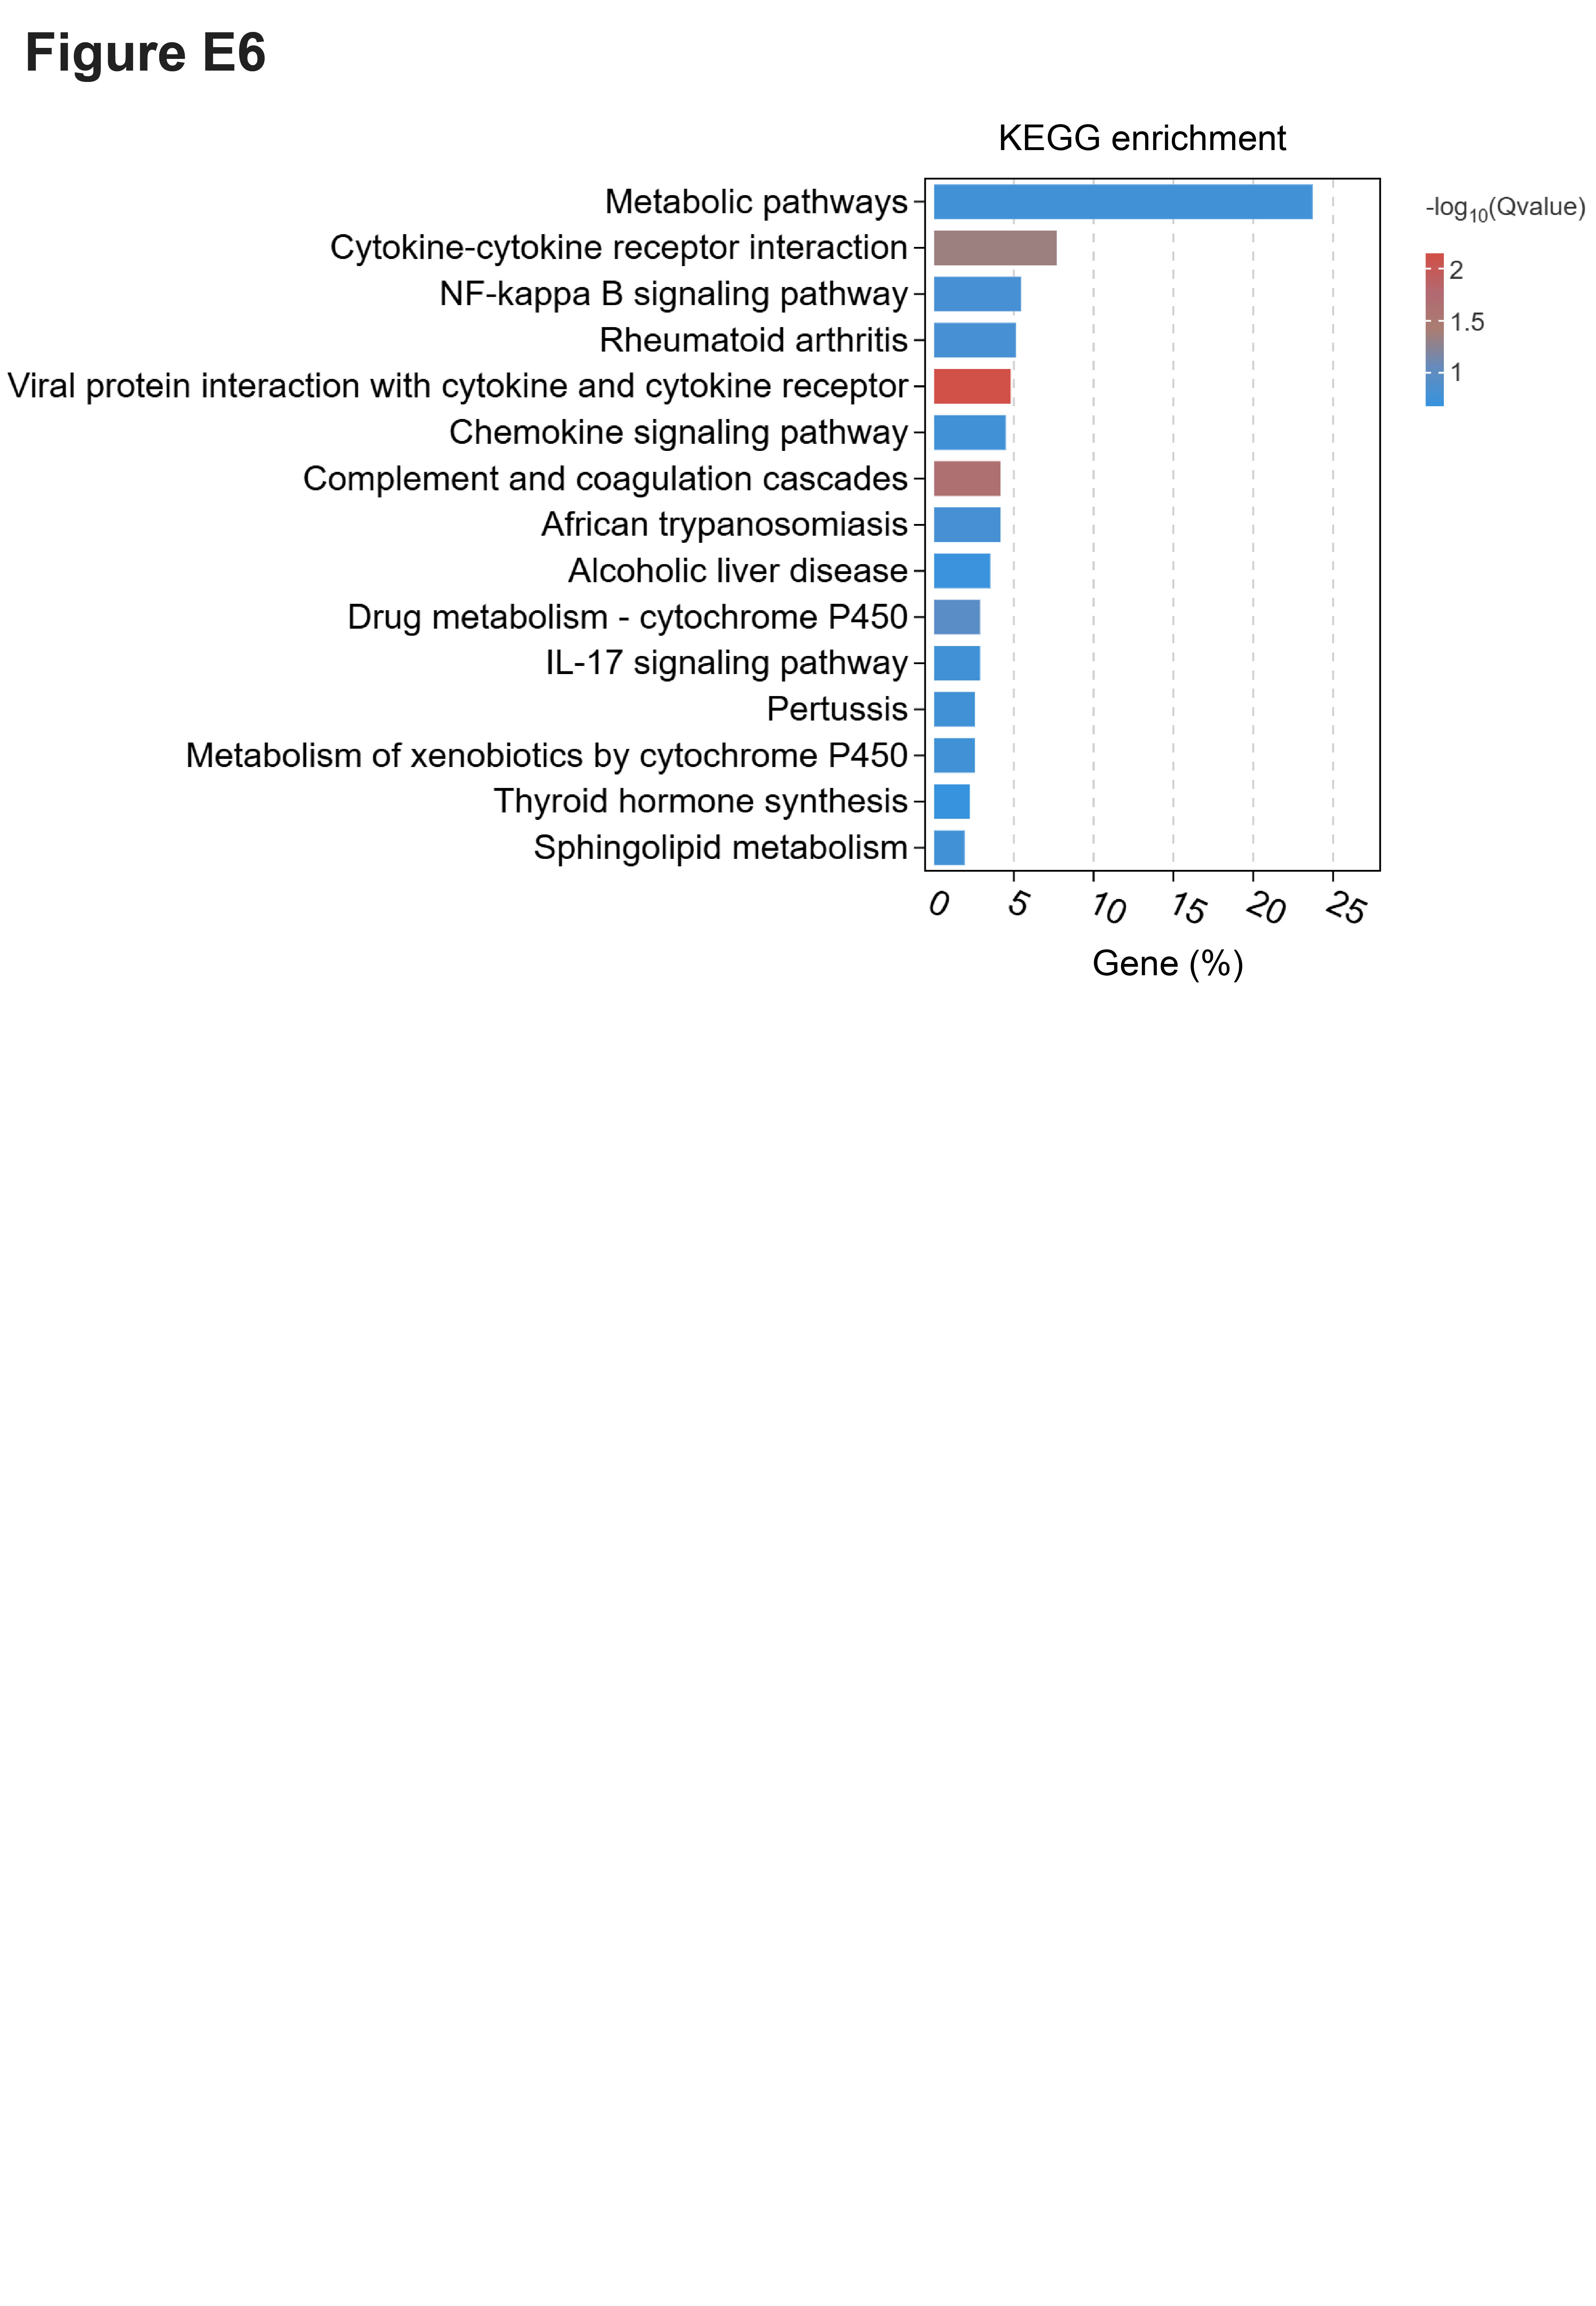 Figure E6
KEGG enrichment
Metabolic pathways
Cytokine-cytokine receptor interaction
NF-kappa B signaling pathway
Rheumatoid arthritis
Viral protein interaction with cytokine and cytokine receptor
Chemokine signaling pathway
Complement and coagulation cascades
African trypanosomiasis
Alcoholic liver disease
Drug metabolism - cytochrome P450
IL-17 signaling pathway
Pertussis
Metabolism of xenobiotics by cytochrome P450
Thyroid hormone synthesis
Sphingolipid metabolism
0 5 10 15 20 25
Gene (%)
-log10(Qvalue)
2
1.5
1